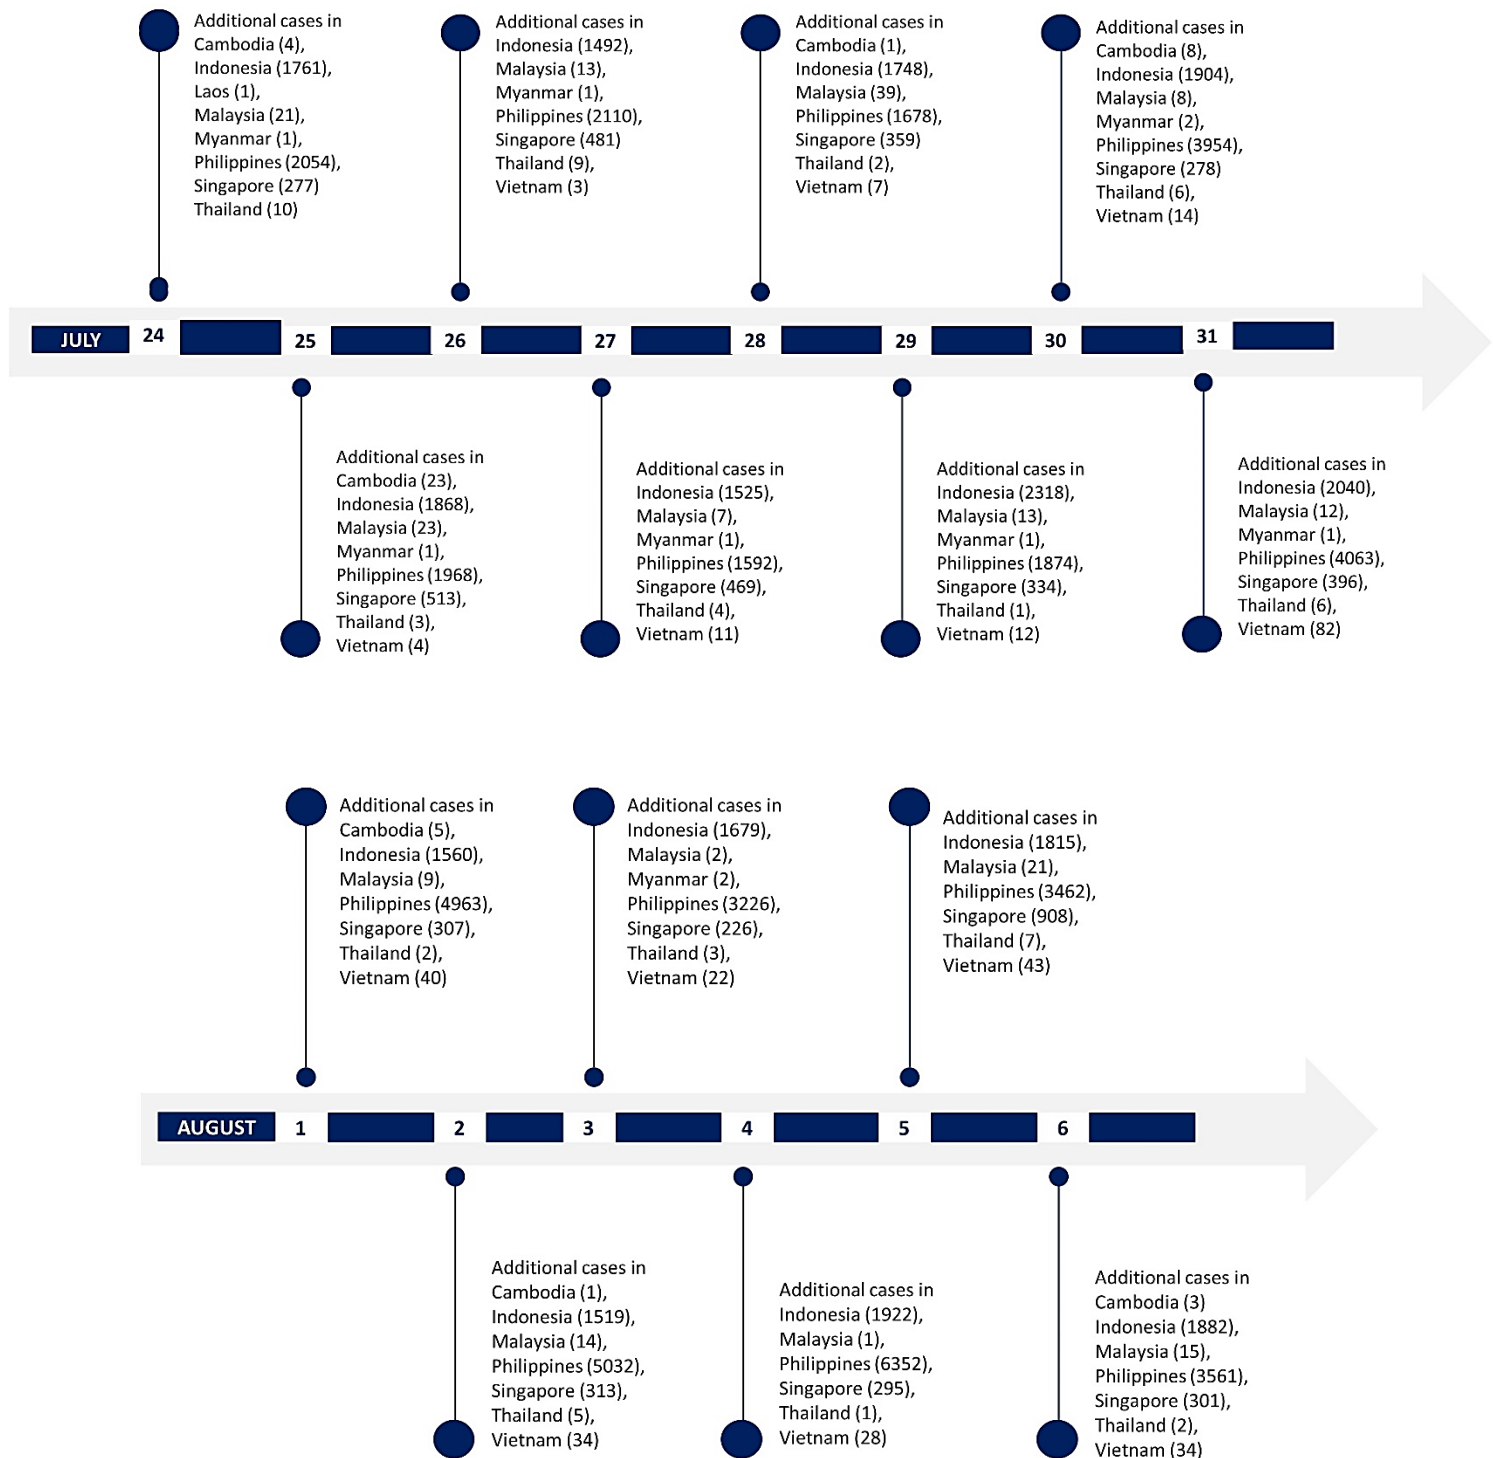 Additional cases in
Cambodia (4),
Indonesia (1761),
Laos (1),
Malaysia (21),
Myanmar (1),
Philippines (2054),
Singapore (277)
Thailand (10)
Additional cases in
Indonesia (1492),
Malaysia (13),
Myanmar (1),
Philippines (2110),
Singapore (481)
Thailand (9),
Vietnam (3)
Additional cases in
Cambodia (1),
Indonesia (1748),
Malaysia (39),
Philippines (1678),
Singapore (359)
Thailand (2),
Vietnam (7)
Additional cases in
Cambodia (8),
Indonesia (1904),
Malaysia (8),
Myanmar (2),
Philippines (3954),
Singapore (278)
Thailand (6),
Vietnam (14)
JULY 24 25 26 27 28 29 30 31
Additional cases in
Cambodia (23),
Indonesia (1868),
Malaysia (23),
Myanmar (1),
Philippines (1968),
Singapore (513),
Thailand (3),
Vietnam (4)
Additional cases in
Indonesia (1525),
Malaysia (7),
Myanmar (1),
Philippines (1592),
Singapore (469),
Thailand (4),
Vietnam (11)
Additional cases in
Indonesia (2318),
Malaysia (13),
Myanmar (1),
Philippines (1874),
Singapore (334),
Thailand (1),
Vietnam (12)
Additional cases in
Indonesia (2040),
Malaysia (12),
Myanmar (1),
Philippines (4063),
Singapore (396),
Thailand (6),
Vietnam (82)
Additional cases in
Cambodia (5),
Indonesia (1560),
Malaysia (9),
Philippines (4963),
Singapore (307),
Thailand (2),
Vietnam (40)
Additional cases in
Indonesia (1679),
Malaysia (2),
Myanmar (2),
Philippines (3226),
Singapore (226),
Thailand (3),
Vietnam (22)
Additional cases in
Indonesia (1815),
Malaysia (21),
Philippines (3462),
Singapore (908),
Thailand (7),
Vietnam (43)
AUGUST 1 2 3 4 5 6
Additional cases in
Cambodia (1),
Indonesia (1519),
Malaysia (14),
Philippines (5032),
Singapore (313),
Thailand (5),
Vietnam (34)
Additional cases in
Indonesia (1922),
Malaysia (1),
Philippines (6352),
Singapore (295),
Thailand (1),
Vietnam (28)
Additional cases in
Cambodia (3)
Indonesia (1882),
Malaysia (15),
Philippines (3561),
Singapore (301),
Thailand (2),
Vietnam (34)